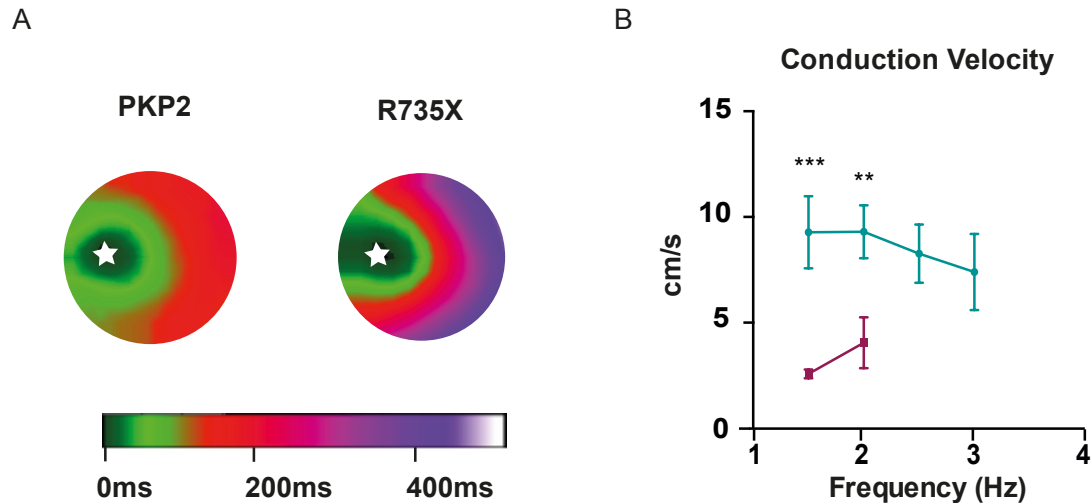 A
PKP2 R735X
0ms 200ms 400ms
B
Conduction Velocity
15
***
**
10
cm/s
5
0
1 2 3 4
Frequency (Hz)